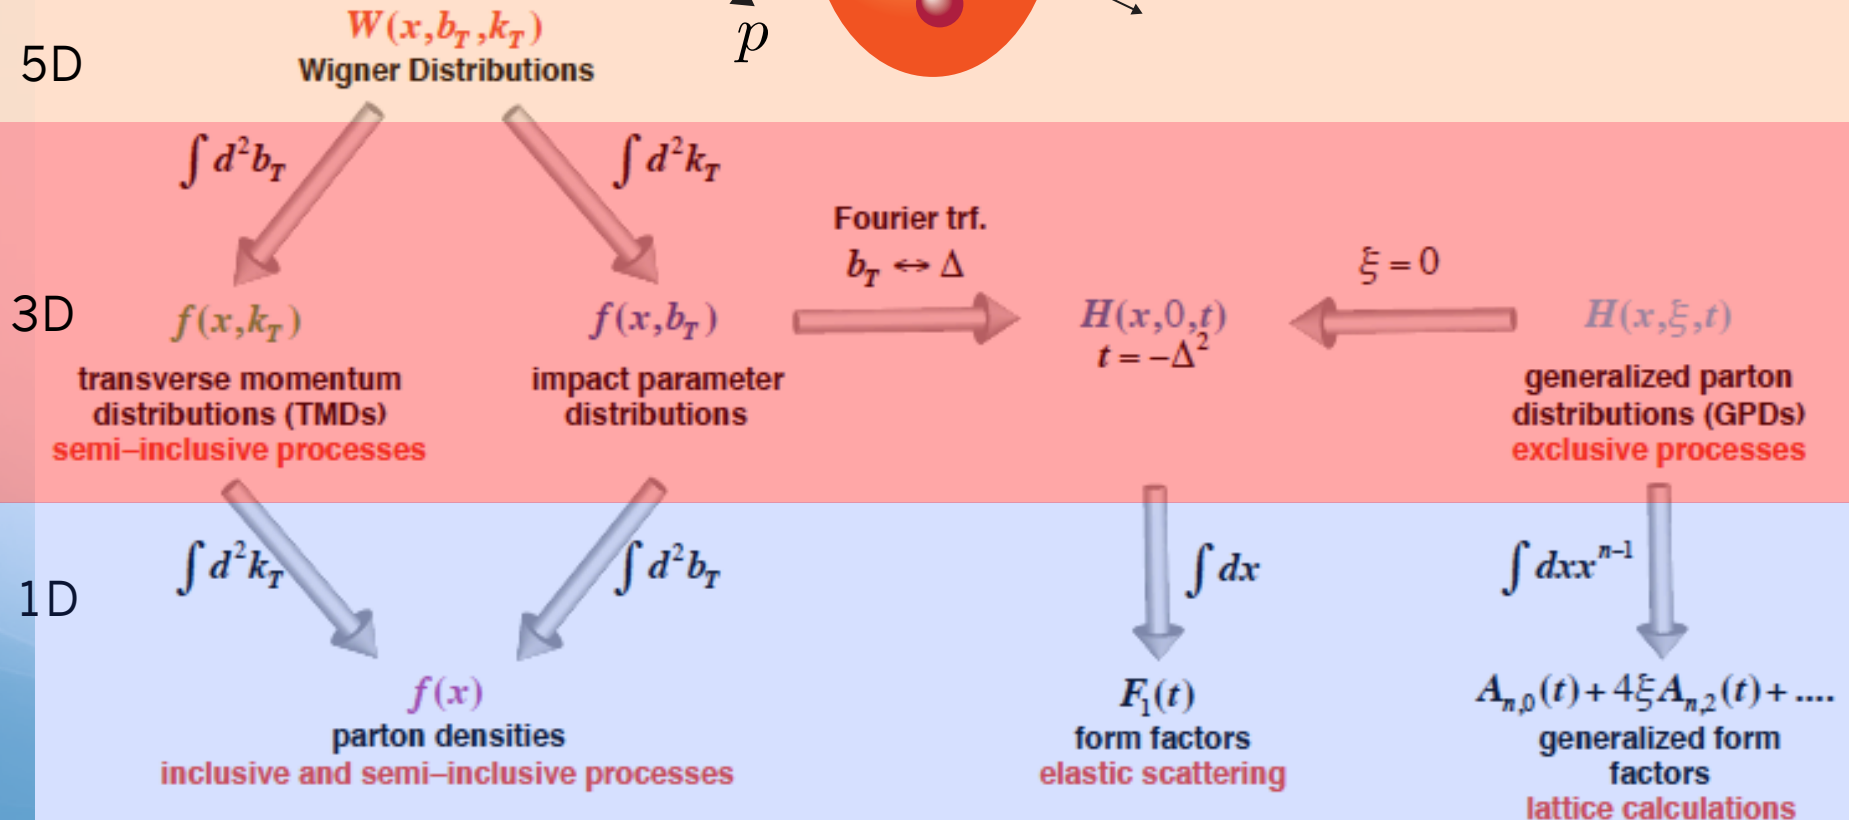 5D
W(x,b_T,k_T)
Wigner Distributions
p
∫d²b_T
∫d²k_T
3D
Fourier trf.
b_T ↔ Δ
ξ = 0
f(x,k_T)
f(x,b_T)
H(x,0,t)
t = −Δ²
H(x,ξ,t)
transverse momentum
distributions (TMDs)
semi–inclusive processes
impact parameter
distributions
generalized parton
distributions (GPDs)
exclusive processes
1D
∫d²k_T
∫d²b_T
∫dx
∫dxx^{n–1}
f(x)
parton densities
inclusive and semi–inclusive processes
F₁(t)
form factors
elastic scattering
A_{n,0}(t) + 4ξA_{n,2}(t) + ....
generalized form
factors
lattice calculations